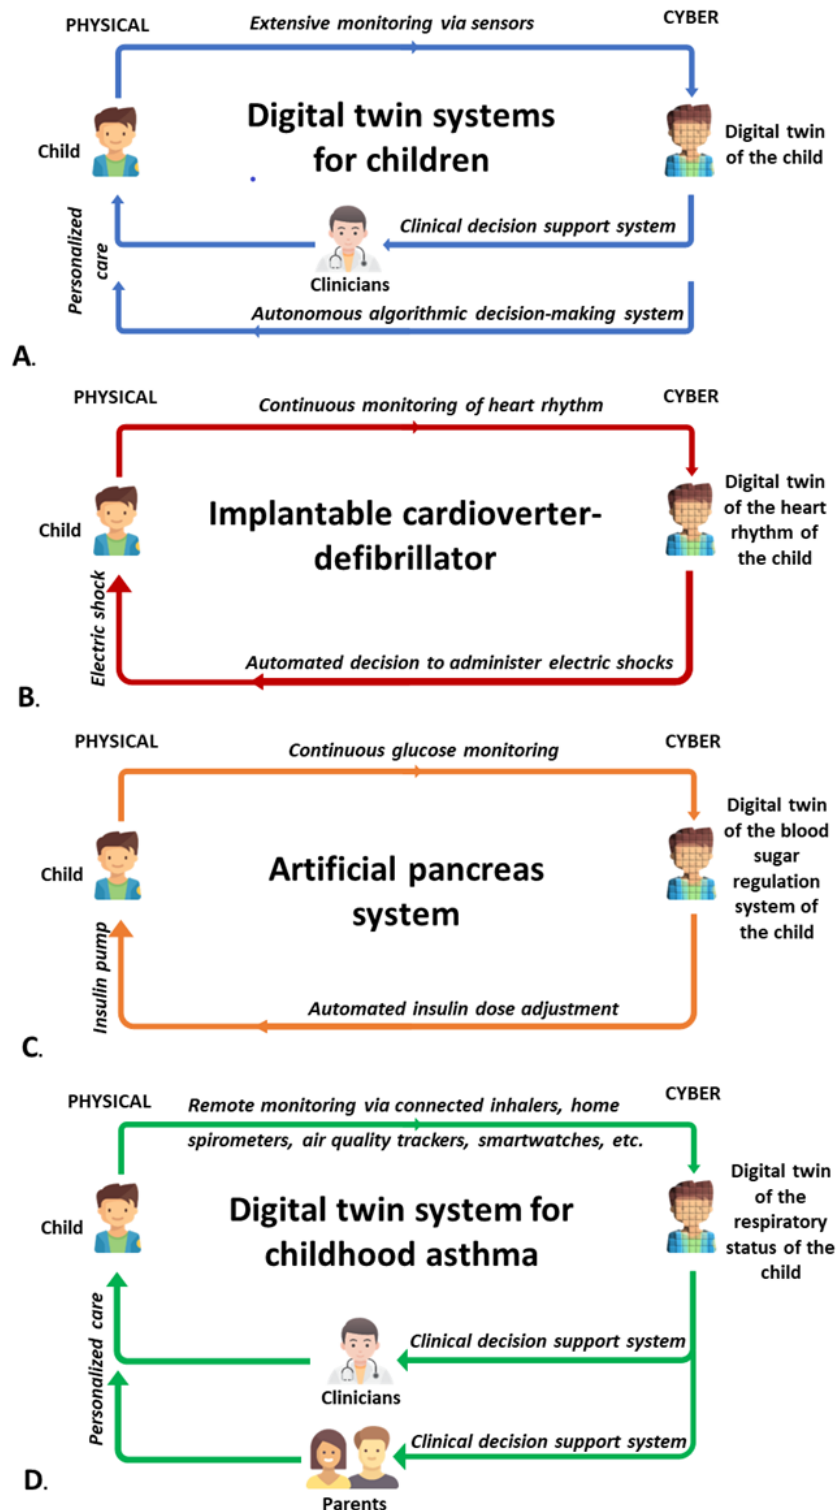 PHYSICAL
Extensive monitoring via sensors
CYBER
Digital twin systems
for children
Child
Digital twin
of the child
Personalized
care
Clinical decision support system
Clinicians
Autonomous algorithmic decision-making system
A.
PHYSICAL
Continuous monitoring of heart rhythm
CYBER
Implantable cardioverter-
defibrillator
Child
Digital twin
of the heart
rhythm of
the child
Electric shock
Automated decision to administer electric shocks
B.
PHYSICAL
Continuous glucose monitoring
CYBER
Artificial pancreas
system
Child
Digital twin
of the blood
sugar
regulation
system of
the child
Insulin pump
Automated insulin dose adjustment
C.
PHYSICAL
Remote monitoring via connected inhalers, home
spirometers, air quality trackers, smartwatches, etc.
CYBER
Digital twin system for
childhood asthma
Child
Digital twin
of the
respiratory
status of the
child
Personalized care
Clinical decision support system
Clinicians
Clinical decision support system
Parents
D.